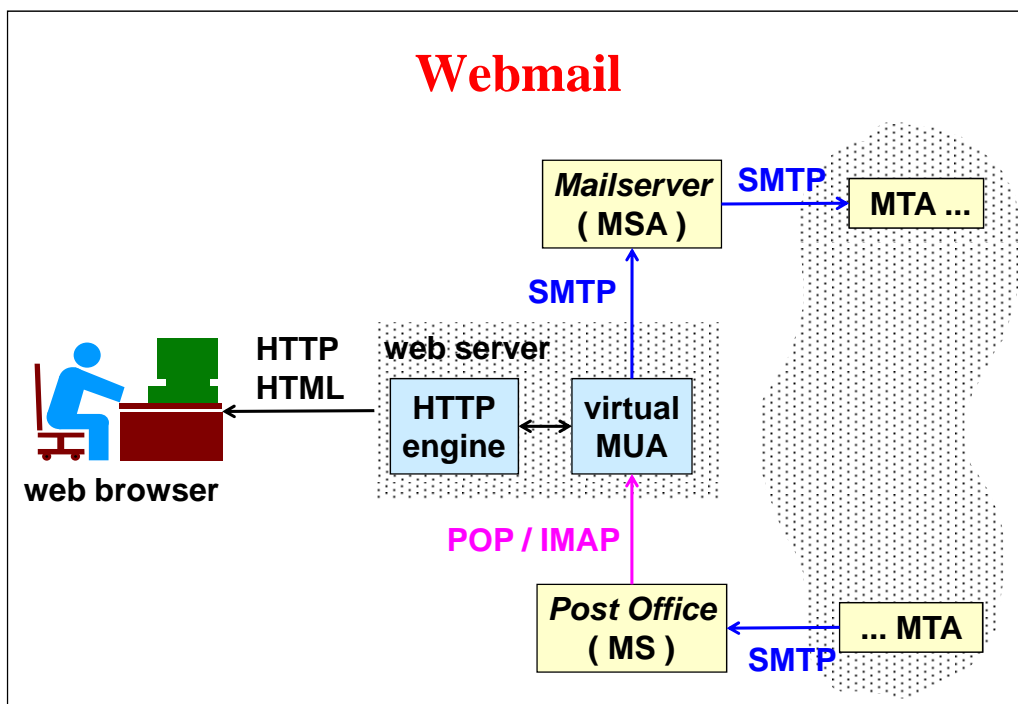 Webmail
Mailserver
( MSA )
SMTP
MTA ...
SMTP
HTTP
HTML
web server
HTTP
engine
virtual
MUA
web browser
POP / IMAP
Post Office
( MS )
SMTP
... MTA